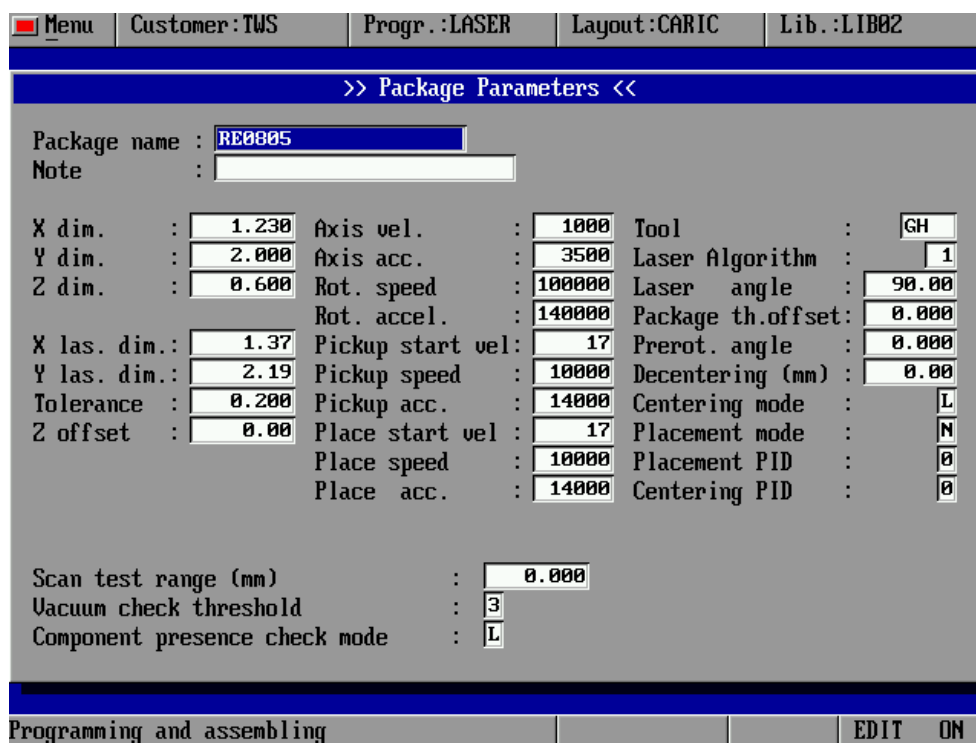 Menu Customer:TWS Progr.:LASER Layout:CARIC Lib.:LIB02
>> Package Parameters <<
Package name : RE0805
Note :
X dim. : 1.230 Axis vel. : 1000 Tool : GH
Y dim. : 2.000 Axis acc. : 3500 Laser Algorithm : 1
Z dim. : 0.600 Rot. speed : 100000 Laser angle : 90.00
Rot. accel. : 140000 Package th.offset: 0.000
X las. dim.: 1.37 Pickup start vel: 17 Prerot. angle : 0.000
Y las. dim.: 2.19 Pickup speed : 10000 Decentering (mm) : 0.00
Tolerance : 0.200 Pickup acc. : 14000 Centering mode : L
Z offset : 0.00 Place start vel : 17 Placement mode : N
Place speed : 10000 Placement PID : 0
Place acc. : 14000 Centering PID : 0
Scan test range (mm) : 0.000
Vacuum check threshold : 3
Component presence check mode : L
Programming and assembling EDIT ON